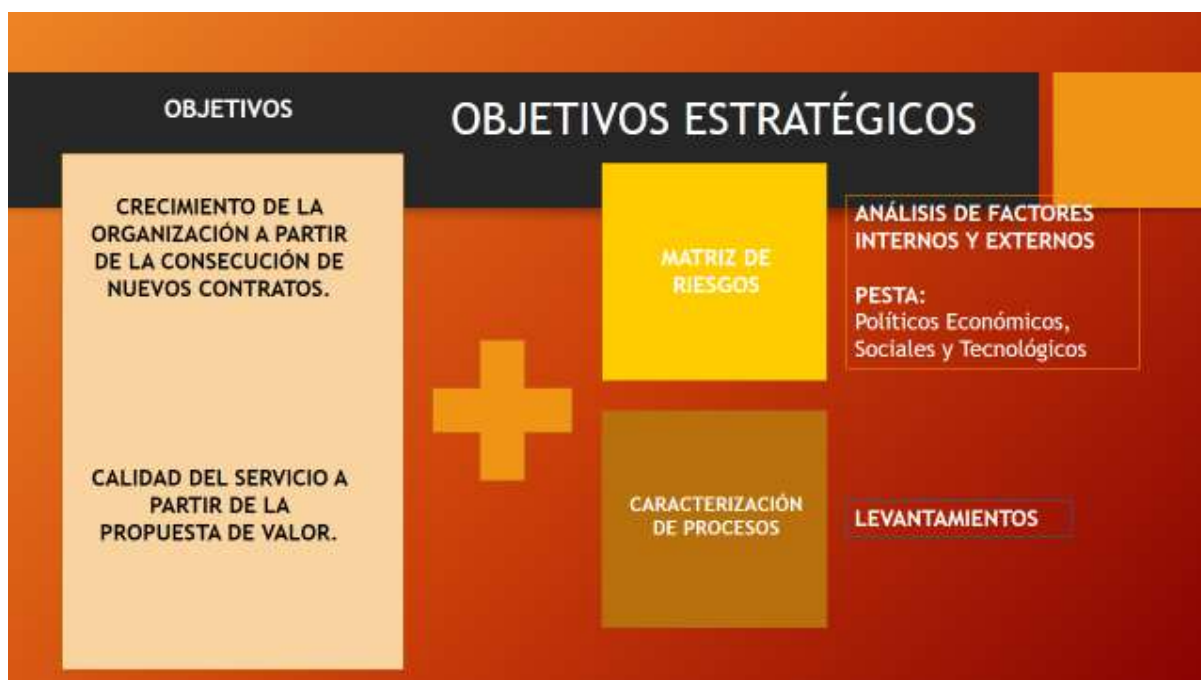 OBJETIVOS
OBJETIVOS ESTRATÉGICOS
CRECIMIENTO DE LA
ORGANIZACIÓN A PARTIR
DE LA CONSECUCIÓN DE
NUEVOS CONTRATOS.
CALIDAD DEL SERVICIO A
PARTIR DE LA
PROPUESTA DE VALOR.
MATRIZ DE
RIESGOS
ANÁLISIS DE FACTORES
INTERNOS Y EXTERNOS
PESTA:
Políticos Económicos,
Sociales y Tecnológicos
CARACTERIZACIÓN
DE PROCESOS
LEVANTAMIENTOS